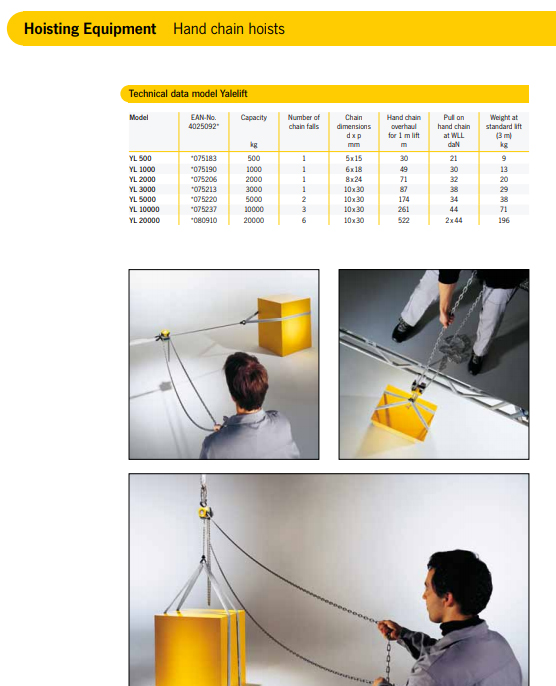 Hoisting Equipment Hand chain hoists
Technical data model Yalelift
Model EAN-No. 4025092* Capacity kg Number of chain falls Chain dimensions d x p mm Hand chain overhaul for 1 m lift m Pull on hand chain at WLL daN Weight at standard lift (3 m) kg
YL 500 *075183 500 1 5x15 30 21 9
YL 1000 *075190 1000 1 6x18 49 30 13
YL 2000 *075206 2000 1 8x24 71 32 20
YL 3000 *075213 3000 1 10x30 87 38 29
YL 5000 *075220 5000 2 10x30 174 34 38
YL 10000 *075237 10000 3 10x30 261 44 71
YL 20000 *080910 20000 6 10x30 522 2x44 196